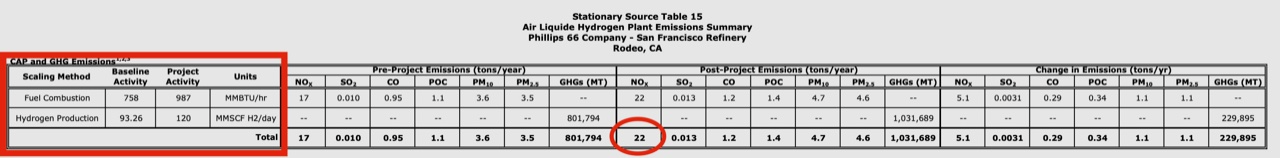 Stationary Source Table 15
Air Liquide Hydrogen Plant Emissions Summary
Phillips 66 Company - San Francisco Refinery
Rodeo, CA
CAP and GHG Emissions1,2,3
Scaling Method Baseline Activity Project Activity Units Pre-Project Emissions (tons/year) Post-Project Emissions (tons/year) Change in Emissions (tons/yr)
NOX SO2 CO POC PM10 PM2.5 GHGs (MT) NOX SO2 CO POC PM10 PM2.5 GHGs (MT) NOX SO2 CO POC PM10 PM2.5 GHGs (MT)
Fuel Combustion 758 987 MMBTU/hr 17 0.010 0.95 1.1 3.6 3.5 -- 22 0.013 1.2 1.4 4.7 4.6 -- 5.1 0.0031 0.29 0.34 1.1 1.1 --
Hydrogen Production 93.26 120 MMSCF H2/day -- -- -- -- -- -- 801,794 -- -- -- -- -- -- 1,031,689 -- -- -- -- -- -- 229,895
Total 17 0.010 0.95 1.1 3.6 3.5 801,794 22 0.013 1.2 1.4 4.7 4.6 1,031,689 5.1 0.0031 0.29 0.34 1.1 1.1 229,895